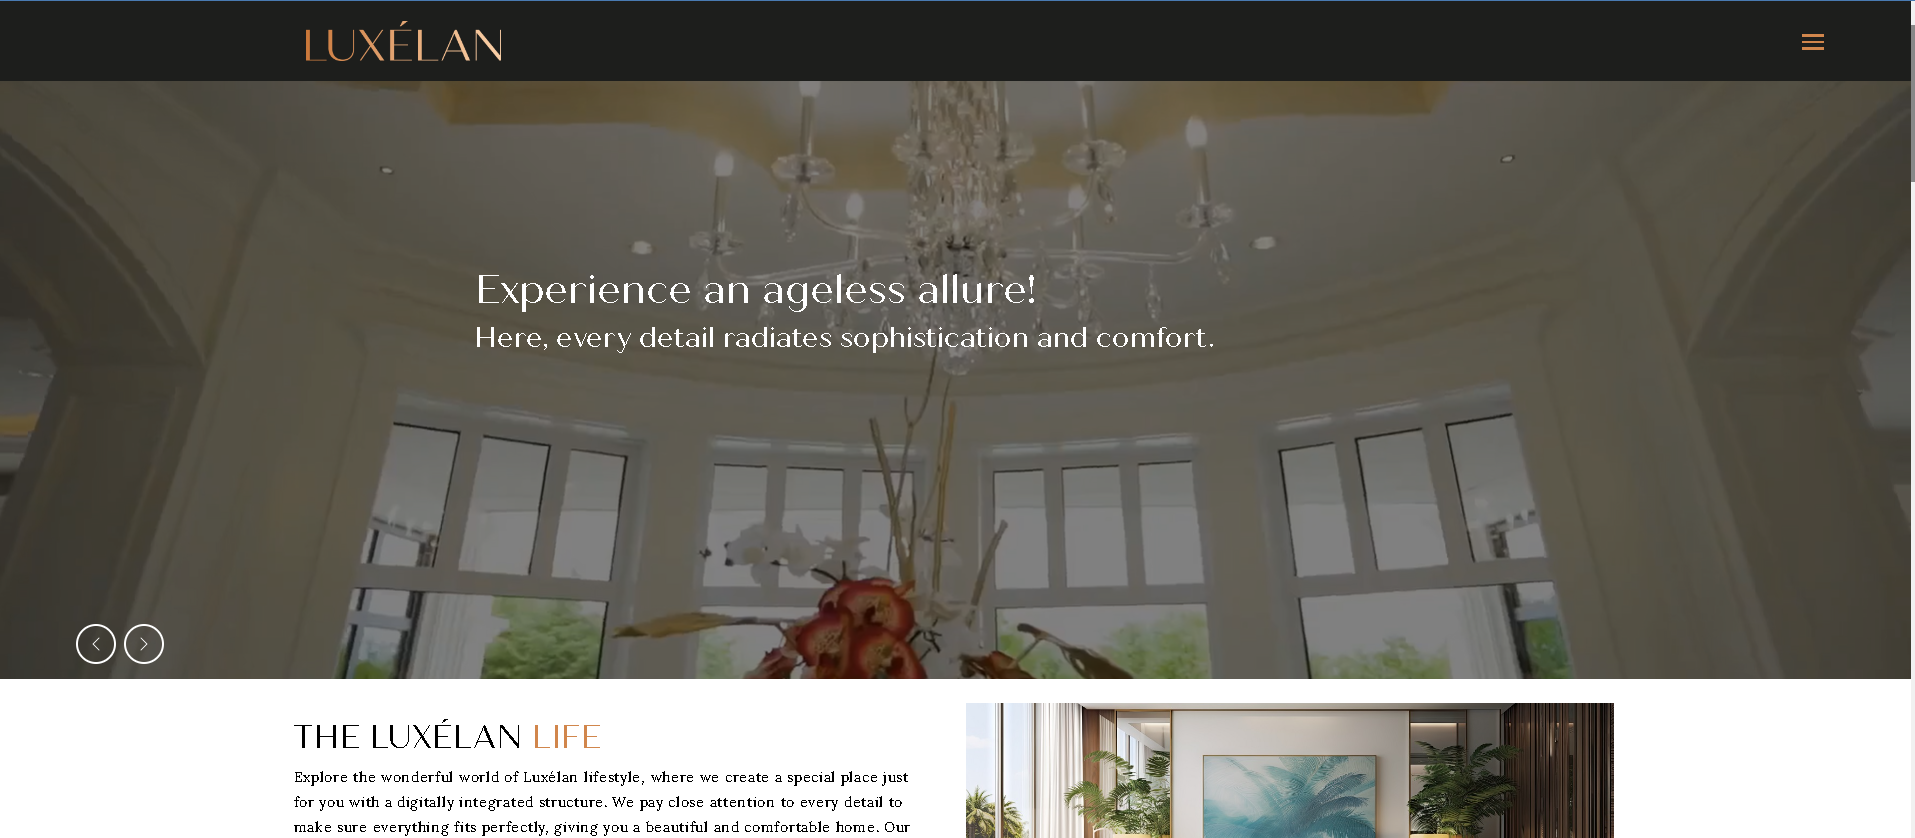 LUXÉLAN
Experience an ageless allure!
Here, every detail radiates sophistication and comfort.
THE LUXÉLAN LIFE
Explore the wonderful world of Luxélan lifestyle, where we create a special place just
for you with a digitally integrated structure. We pay close attention to every detail to
make sure everything fits perfectly, giving you a beautiful and comfortable home. Our